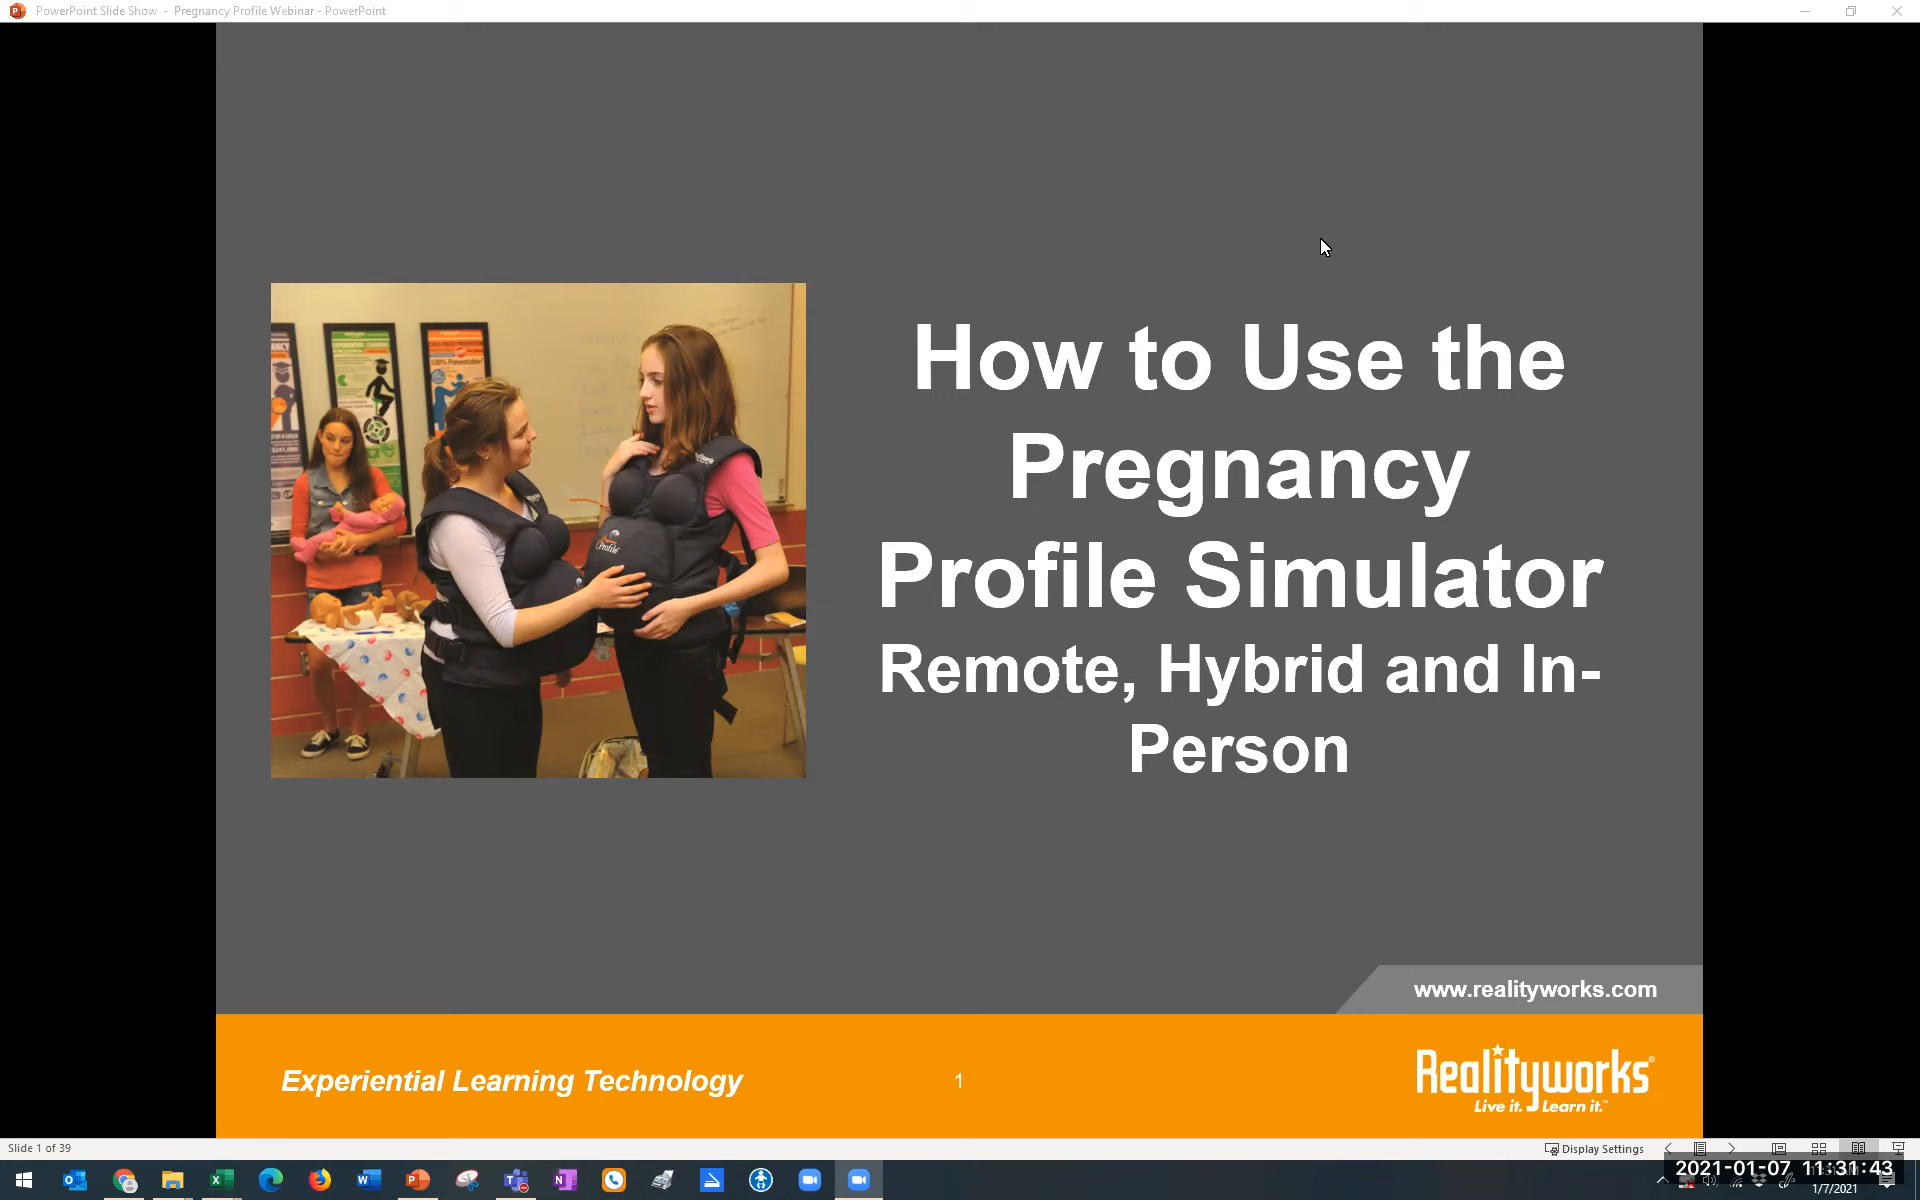 PowerPoint Slide Show - Pregnancy Profile Webinar - PowerPoint
How to Use the
Pregnancy
Profile Simulator
Remote, Hybrid and In-
Person
www.realityworks.com
Experiential Learning Technology
1
Realityworks®
Live it. Learn it.™
Slide 1 of 39
Display Settings
2021-01-07 11:31:43
1/7/2021